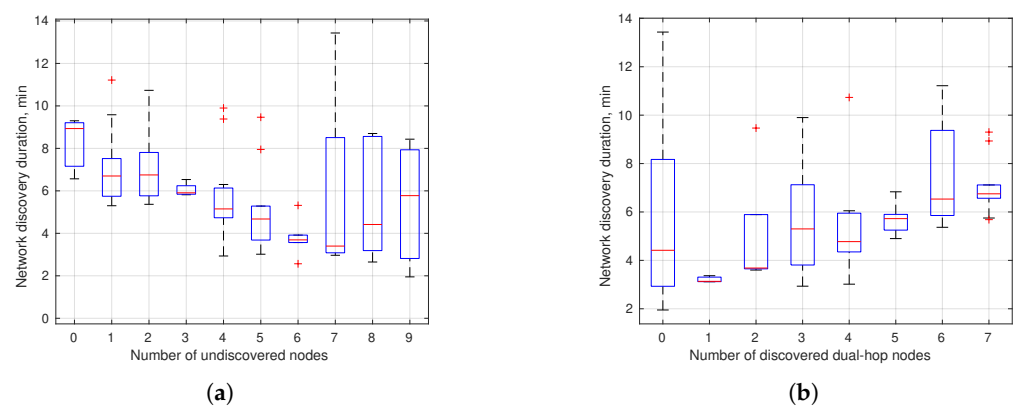 14
12
10
8
6
4
2
0
Network discovery duration, min
0 1 2 3 4 5 6 7 8 9
Number of undiscovered nodes
(a)
14
12
10
8
6
4
2
Network discovery duration, min
0 1 2 3 4 5 6 7
Number of discovered dual-hop nodes
(b)